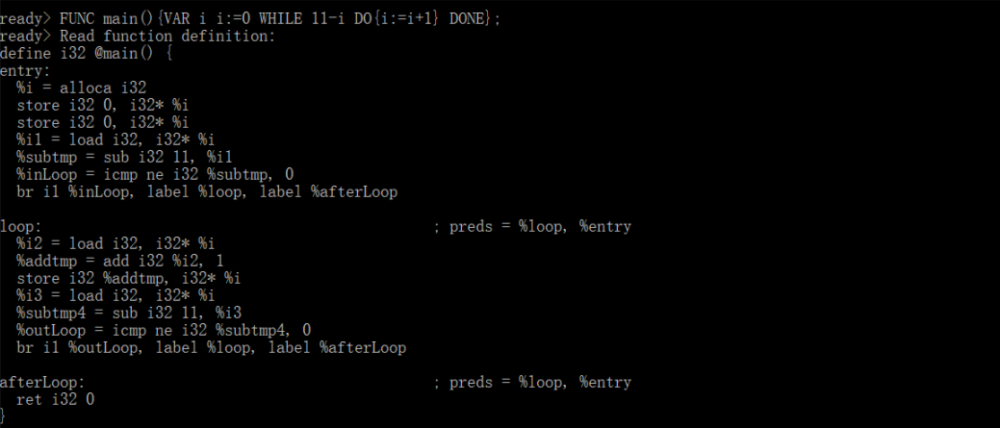 ready> FUNC main(){VAR i i:=0 WHILE 11-i DO{i:=i+1} DONE};
ready> Read function definition:
define i32 @main() {
entry:
  %i = alloca i32
  store i32 0, i32* %i
  store i32 0, i32* %i
  %i1 = load i32, i32* %i
  %subtmp = sub i32 11, %i1
  %inLoop = icmp ne i32 %subtmp, 0
  br i1 %inLoop, label %loop, label %afterLoop
loop:                                             ; preds = %loop, %entry
  %i2 = load i32, i32* %i
  %addtmp = add i32 %i2, 1
  store i32 %addtmp, i32* %i
  %i3 = load i32, i32* %i
  %subtmp4 = sub i32 11, %i3
  %outLoop = icmp ne i32 %subtmp4, 0
  br i1 %outLoop, label %loop, label %afterLoop
afterLoop:                                        ; preds = %loop, %entry
  ret i32 0
}